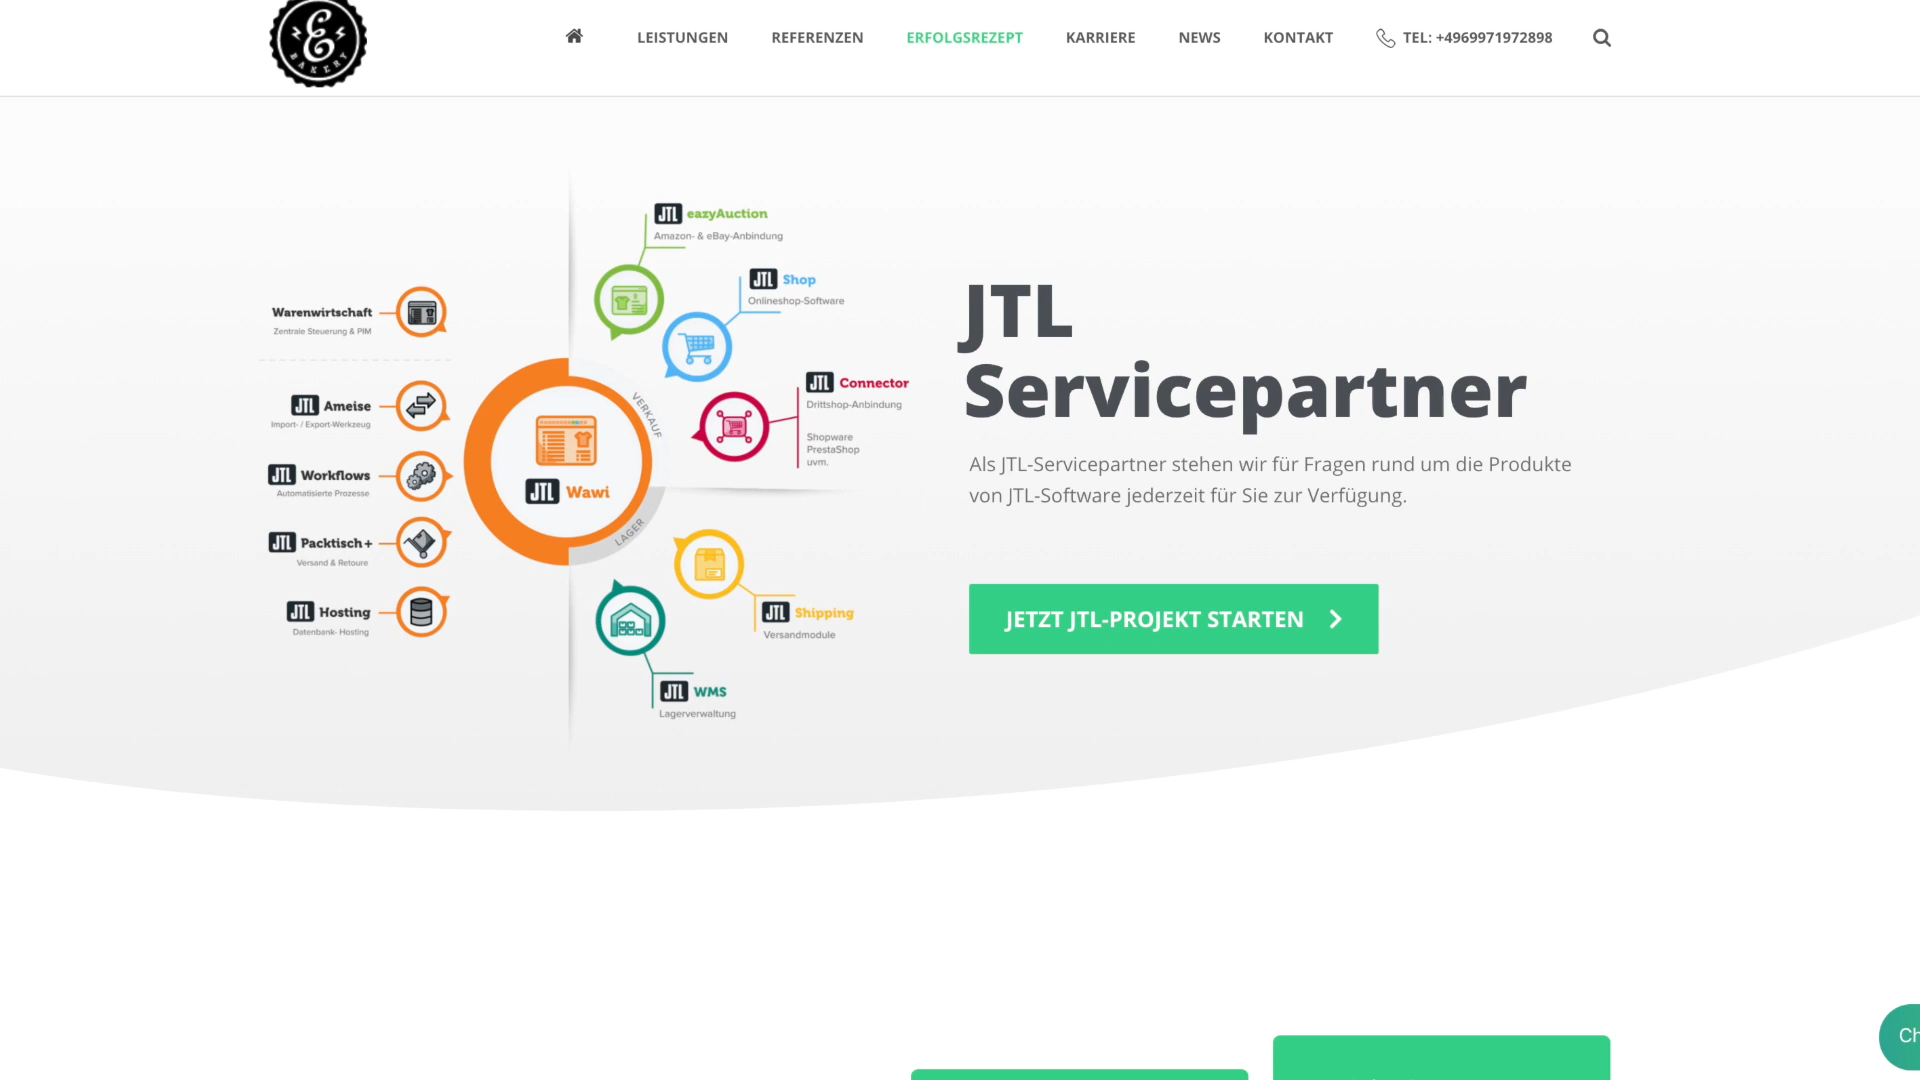 E
BAKERY
LEISTUNGEN
REFERENZEN
ERFOLGSREZEPT
KARRIERE
NEWS
KONTAKT
TEL: +4969971972898
Warenwirtschaft
Zentrale Steuerung & PIM
JTL Ameise
Import- / Export-Werkzeug
JTL Workflows
Automatisierte Prozesse
JTL Packtisch+
Versand & Retoure
JTL Hosting
Datenbank- Hosting
JTL Wawi
VERKAUF
LAGER
JTL eazyAuction
Amazon- & eBay-Anbindung
JTL Shop
Onlineshop-Software
JTL Connector
Drittshop-Anbindung
Shopware
PrestaShop
uvm.
JTL Shipping
Versandmodule
JTL WMS
Lagerverwaltung
JTL
Servicepartner
Als JTL-Servicepartner stehen wir für Fragen rund um die Produkte
von JTL-Software jederzeit für Sie zur Verfügung.
JETZT JTL-PROJEKT STARTEN
Ch